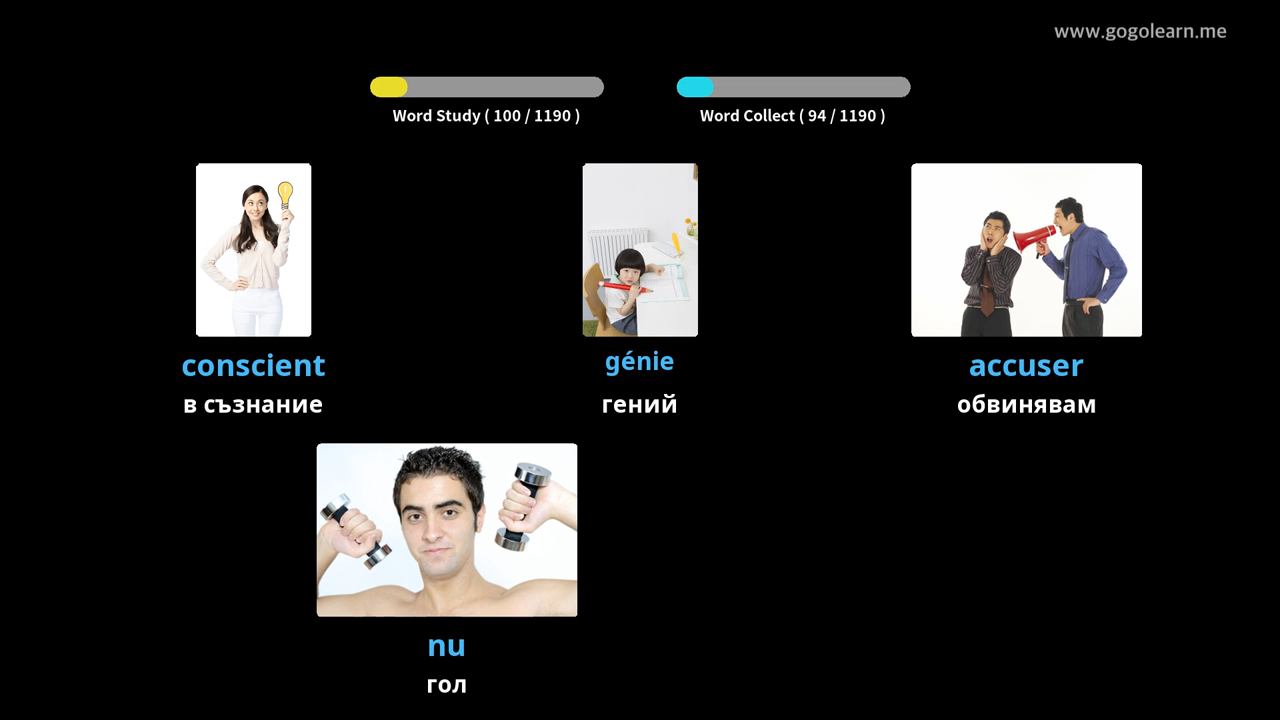 www.gogolearn.me
Word Study ( 100 / 1190 )
Word Collect ( 94 / 1190 )
conscient
в съзнание
génie
гений
accuser
обвинявам
nu
гол